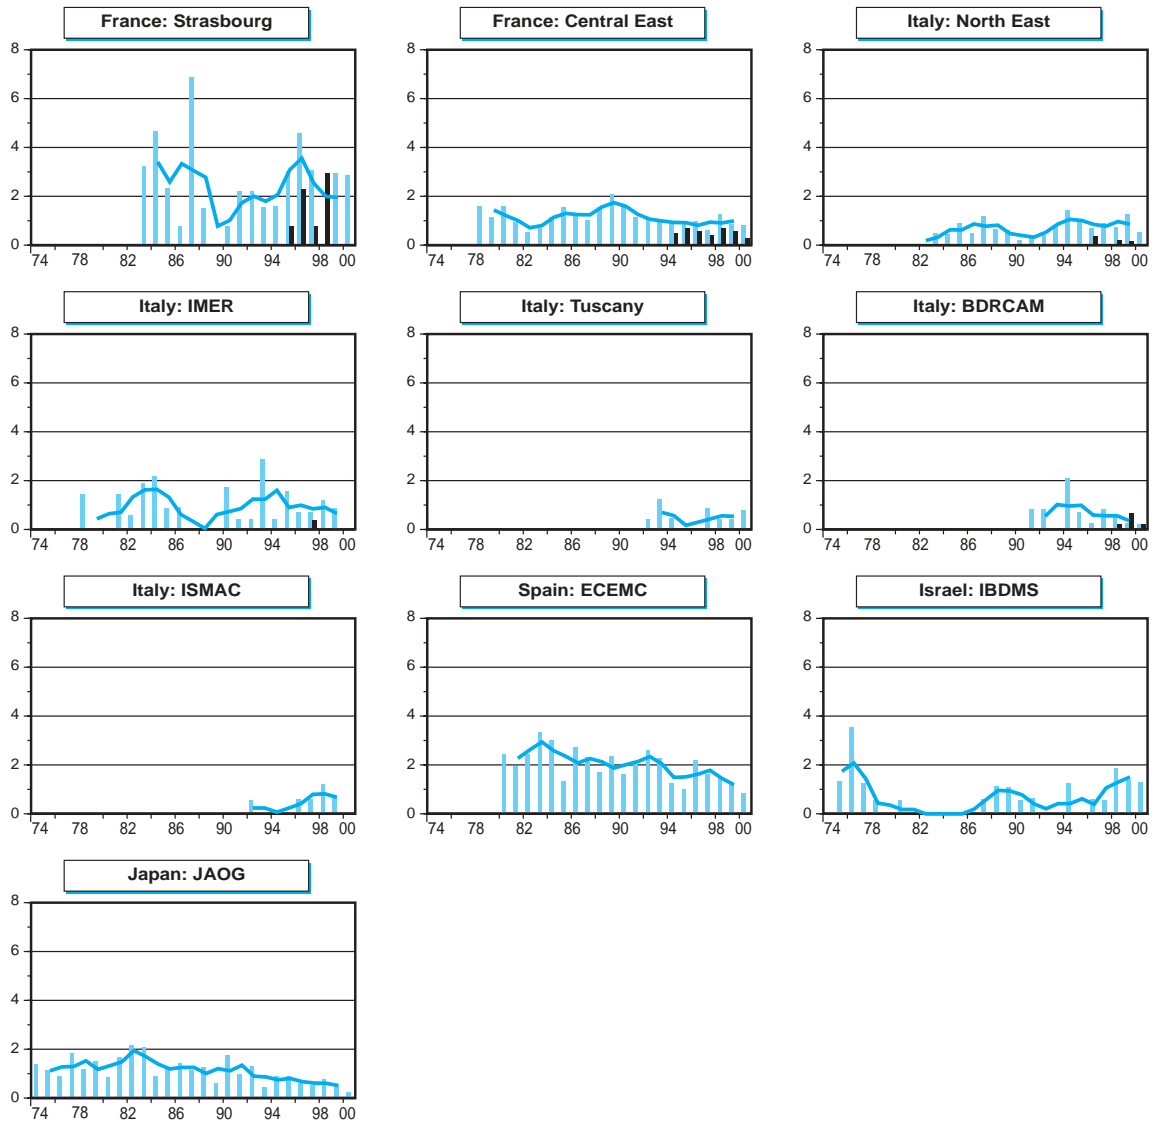 France: Strasbourg France: Central East Italy: North East
8 8 8
6 6 6
4 4 4
2 2 2
0 0 0
74 78 82 86 90 94 98 00 74 78 82 86 90 94 98 00 74 78 82 86 90 94 98 00
Italy: IMER Italy: Tuscany Italy: BDRCAM
8 8 8
6 6 6
4 4 4
2 2 2
0 0 0
74 78 82 86 90 94 98 00 74 78 82 86 90 94 98 00 74 78 82 86 90 94 98 00
Italy: ISMAC Spain: ECEMC Israel: IBDMS
8 8 8
6 6 6
4 4 4
2 2 2
0 0 0
74 78 82 86 90 94 98 00 74 78 82 86 90 94 98 00 74 78 82 86 90 94 98 00
Japan: JAOG
8
6
4
2
0
74 78 82 86 90 94 98 00